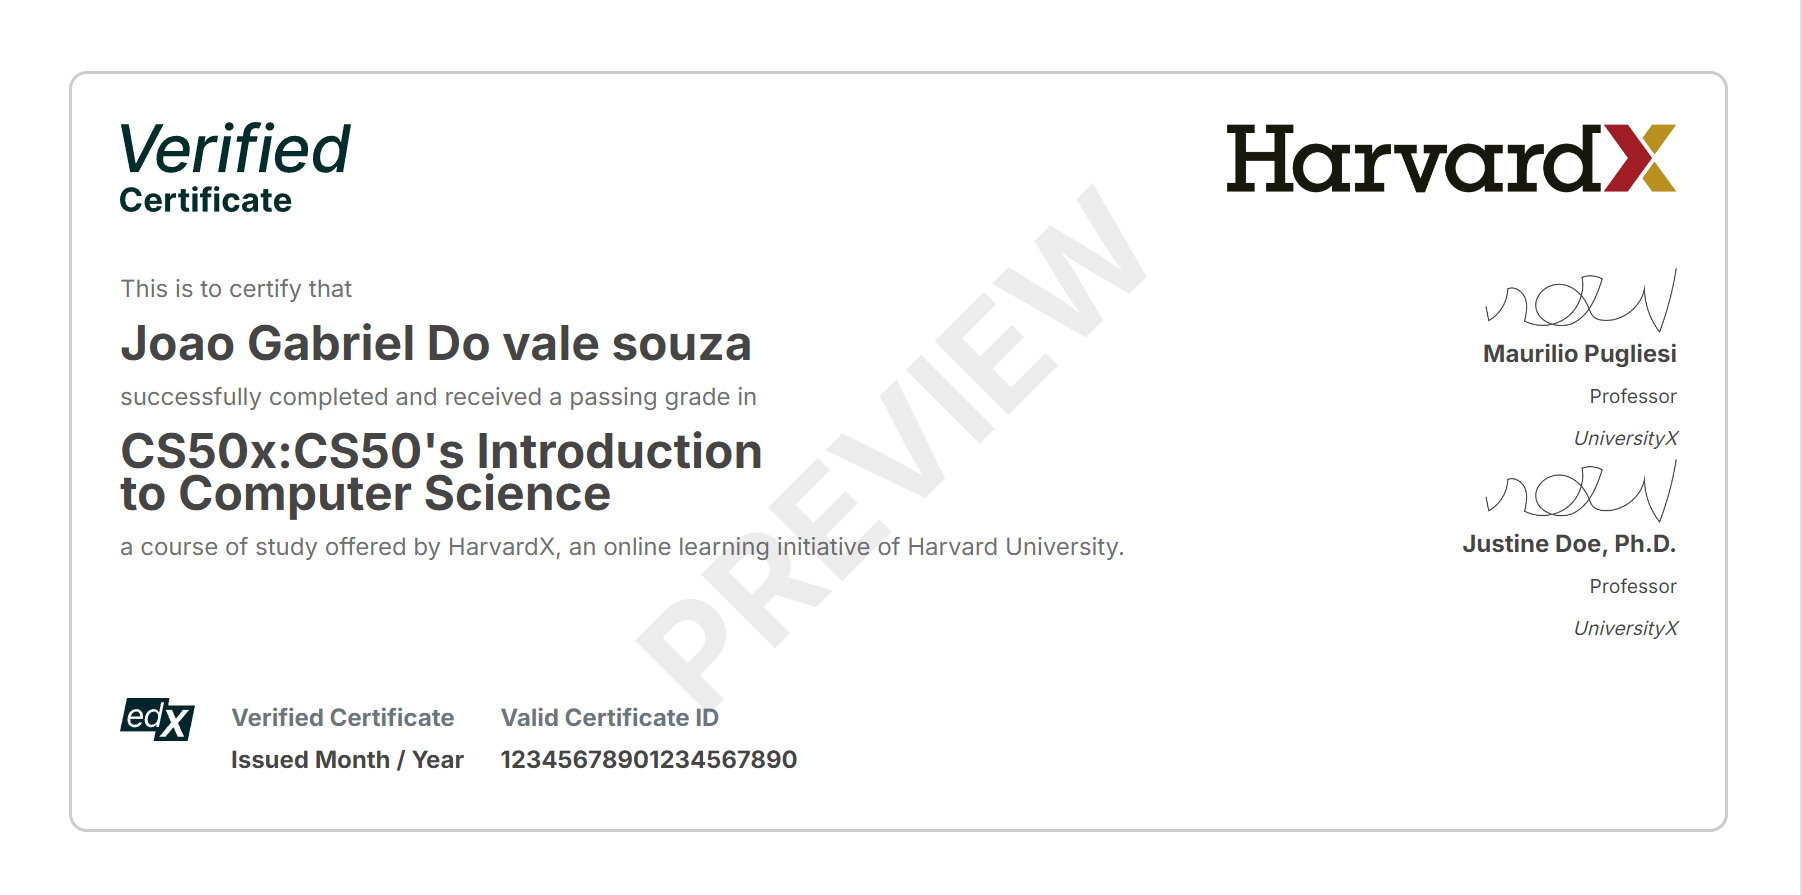 Verified
Certificate
HarvardX
This is to certify that
Joao Gabriel Do vale souza
successfully completed and received a passing grade in
CS50x:CS50's Introduction
to Computer Science
a course of study offered by HarvardX, an online learning initiative of Harvard University.
PREVIEW
Maurilio Pugliesi
Professor
UniversityX
Justine Doe, Ph.D.
Professor
UniversityX
edX
Verified Certificate
Issued Month / Year
Valid Certificate ID
12345678901234567890